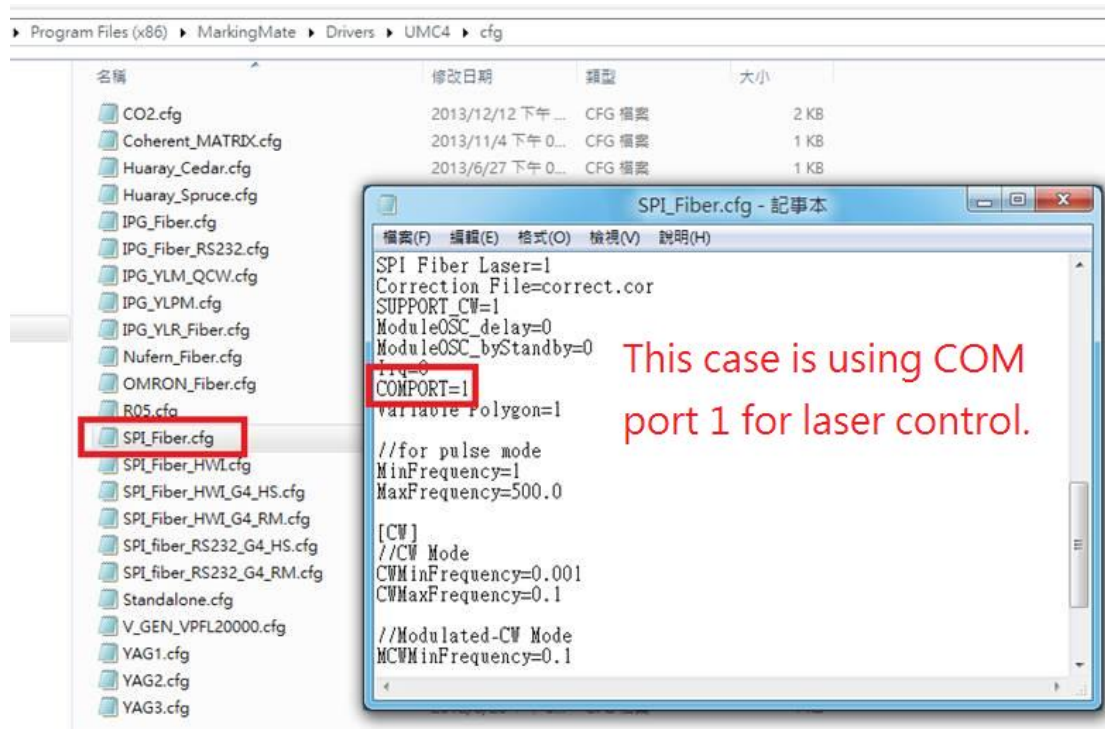 Program Files (x86) ▸ MarkingMate ▸ Drivers ▸ UMC4 ▸ cfg
名稱 修改日期 類型 大小
CO2.cfg 2013/12/12 下午 ... CFG 檔案 2 KB
Coherent_MATRIX.cfg 2013/11/4 下午 0... CFG 檔案 1 KB
Huaray_Cedar.cfg 2013/6/27 下午 0... CFG 檔案 1 KB
Huaray_Spruce.cfg
IPG_Fiber.cfg
IPG_Fiber_RS232.cfg
IPG_YLM_QCW.cfg
IPG_YLPM.cfg
IPG_YLR_Fiber.cfg
Nufern_Fiber.cfg
OMRON_Fiber.cfg
R05.cfg
SPI_Fiber.cfg
SPI_Fiber_HWI.cfg
SPI_Fiber_HWI_G4_HS.cfg
SPI_Fiber_HWI_G4_RM.cfg
SPI_fiber_RS232_G4_HS.cfg
SPI_fiber_RS232_G4_RM.cfg
Standalone.cfg
V_GEN_VPFL20000.cfg
YAG1.cfg
YAG2.cfg
YAG3.cfg
SPI_Fiber.cfg - 記事本
檔案(F) 編輯(E) 格式(O) 檢視(V) 說明(H)
SPI Fiber Laser=1
Correction File=correct.cor
SUPPORT_CW=1
ModuleOSC_delay=0
ModuleOSC_byStandby=0
Irq=0
COMPORT=1
Variable Polygon=1
//for pulse mode
MinFrequency=1
MaxFrequency=500.0
[CW]
//CW Mode
CWMinFrequency=0.001
CWMaxFrequency=0.1
//Modulated-CW Mode
MCWMinFrequency=0.1
This case is using COM
port 1 for laser control.